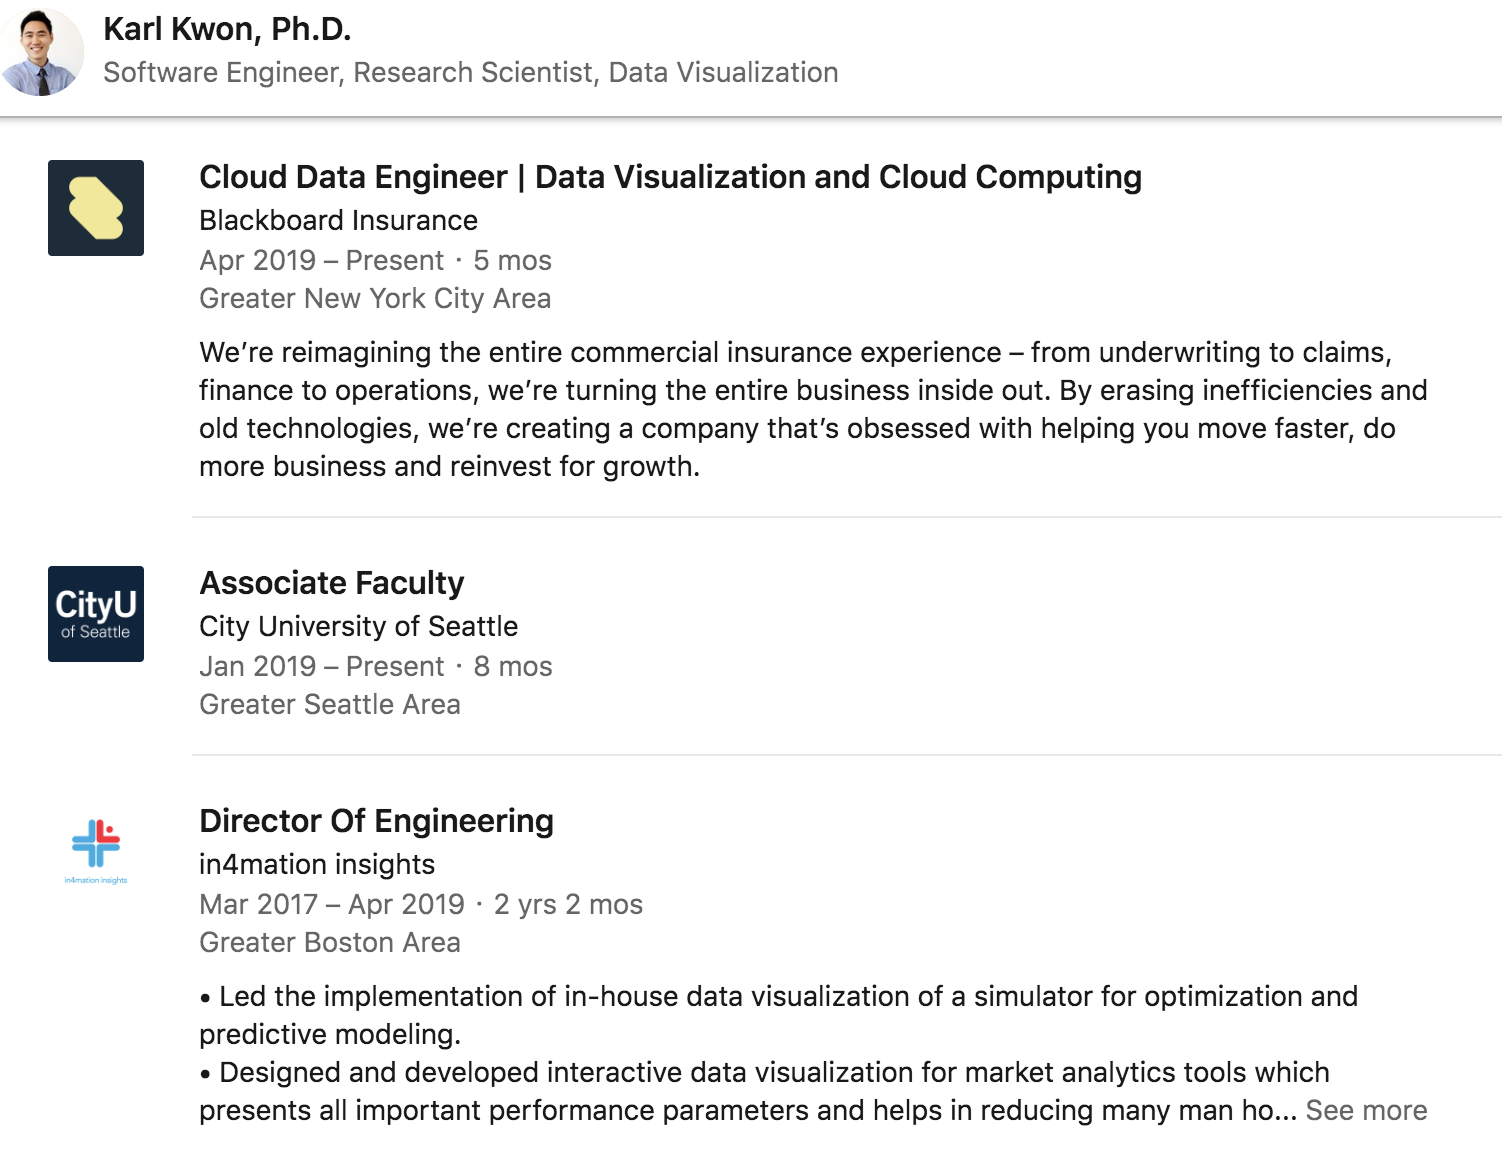 Karl Kwon, Ph.D.
Software Engineer, Research Scientist, Data Visualization
Cloud Data Engineer | Data Visualization and Cloud Computing
Blackboard Insurance
Apr 2019 – Present · 5 mos
Greater New York City Area
We’re reimagining the entire commercial insurance experience – from underwriting to claims,
finance to operations, we’re turning the entire business inside out. By erasing inefficiencies and
old technologies, we’re creating a company that’s obsessed with helping you move faster, do
more business and reinvest for growth.
CityU
of Seattle
Associate Faculty
City University of Seattle
Jan 2019 – Present · 8 mos
Greater Seattle Area
in4mation insights
Director Of Engineering
in4mation insights
Mar 2017 – Apr 2019 · 2 yrs 2 mos
Greater Boston Area
• Led the implementation of in-house data visualization of a simulator for optimization and
predictive modeling.
• Designed and developed interactive data visualization for market analytics tools which
presents all important performance parameters and helps in reducing many man ho... See more